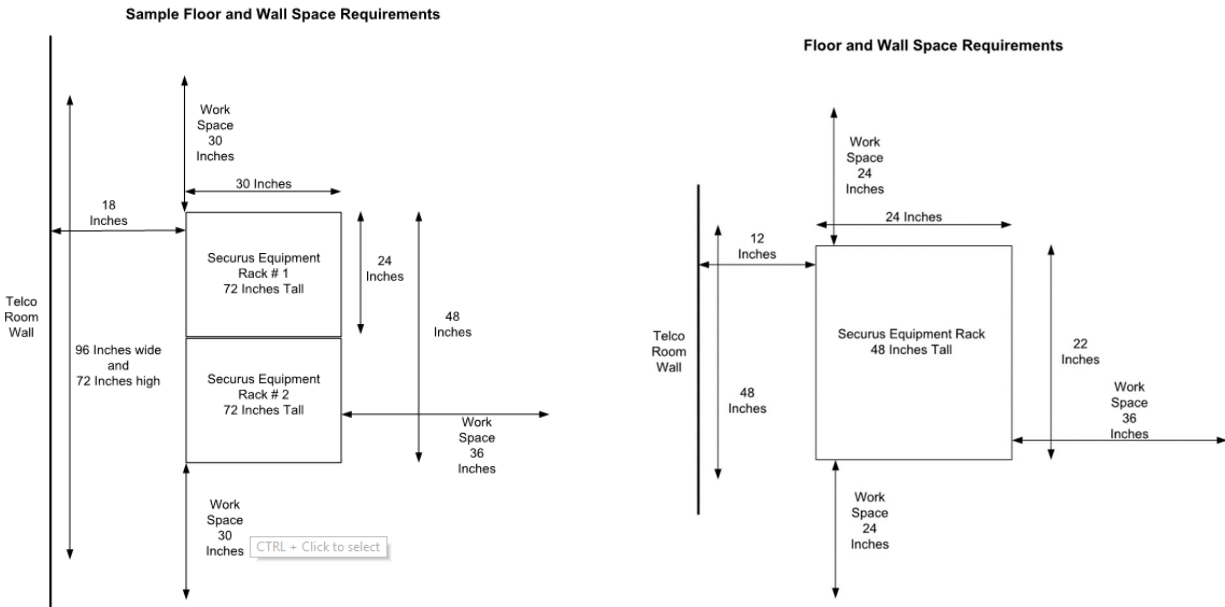 Sample Floor and Wall Space Requirements
Work
Space
30
Inches
30 Inches
18
Inches
Securus Equipment
Rack # 1
72 Inches Tall
24
Inches
48
Inches
Telco
Room
Wall
96 Inches wide
and
72 Inches high
Securus Equipment
Rack # 2
72 Inches Tall
Work
Space
36
Inches
Work
Space
30
Inches
CTRL + Click to select
Floor and Wall Space Requirements
Work
Space
24
Inches
24 Inches
12
Inches
Telco
Room
Wall
Securus Equipment Rack
48 Inches Tall
22
Inches
48
Inches
Work
Space
36
Inches
Work
Space
24
Inches